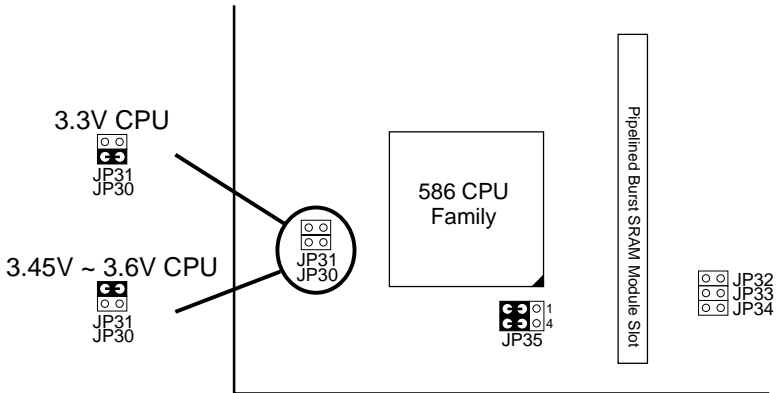 3.3V CPU
JP31
JP30
3.45V ~ 3.6V CPU
JP31
JP30
JP31
JP30
586 CPU
Family
1
4
JP35
Pipelined Burst SRAM Module Slot
JP32
JP33
JP34